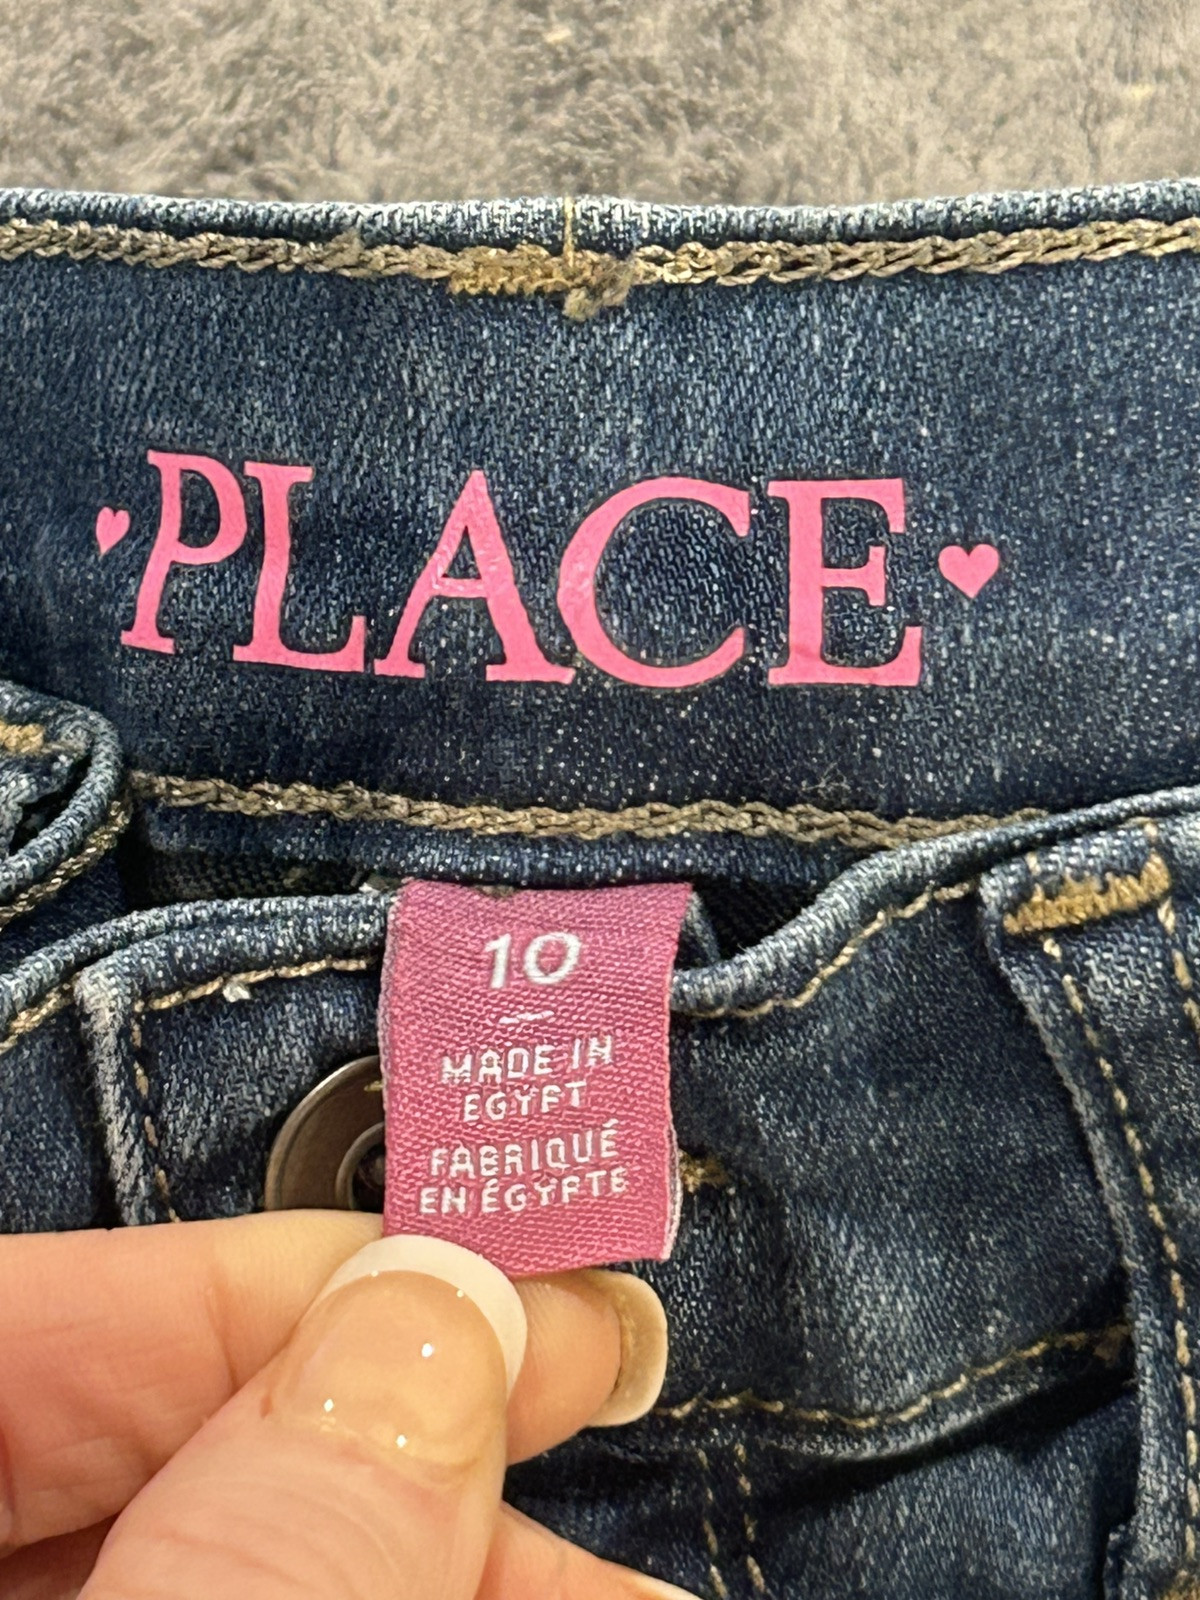 PLACE
10
MADE IN
EGYPT
FABRIQUÉ
EN ÉGYPTE